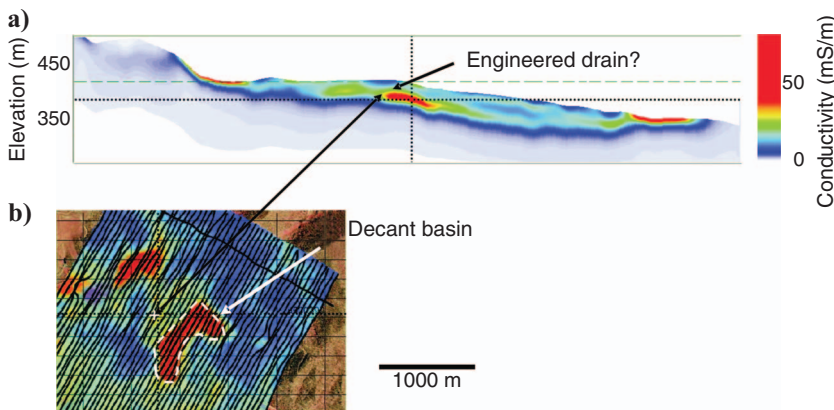 a)
Elevation (m)
450
350
Engineered drain?
50
0
Conductivity (mS/m)
b)
Decant basin
1000 m